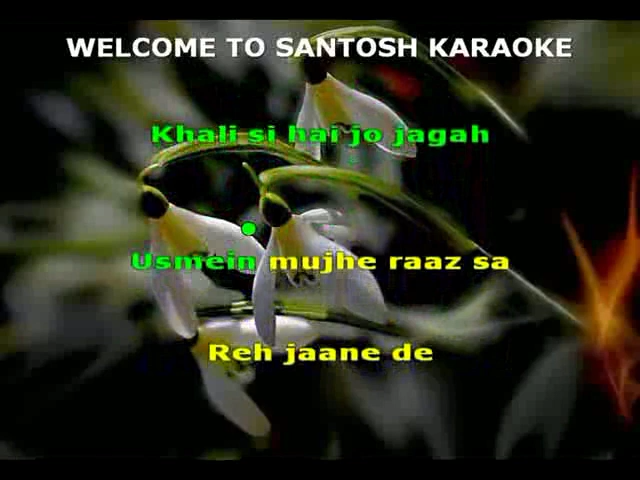 WELCOME TO SANTOSH KARAOKE
Khali si hai jo jagah
Usmein mujhe raaz sa
Reh jaane de